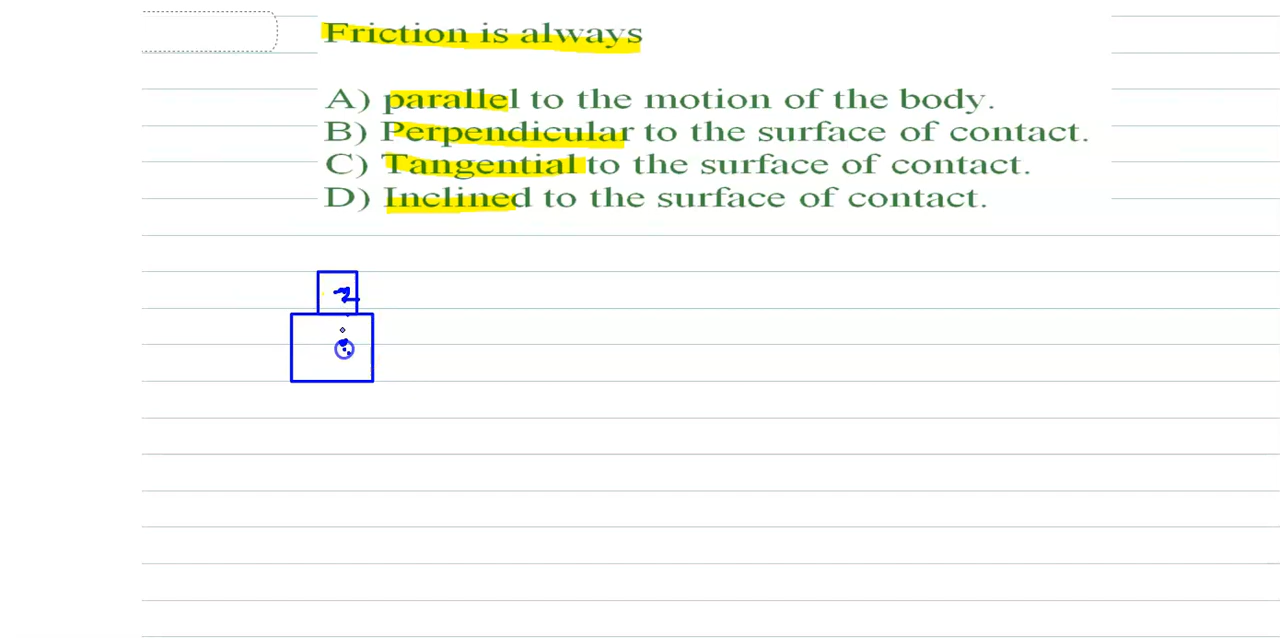 Friction is always
A) parallel to the motion of the body.
B) Perpendicular to the surface of contact.
C) Tangential to the surface of contact.
D) Inclined to the surface of contact.